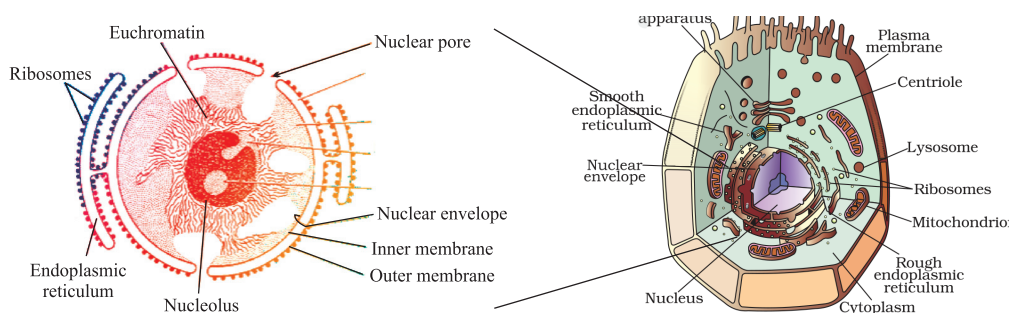 Euchromatin
Nuclear pore
Ribosomes
Nuclear envelope
Inner membrane
Outer membrane
Endoplasmic
reticulum
Nucleolus
apparatus
Plasma
membrane
Centriole
Smooth
endoplasmic
reticulum
Nuclear
envelope
Lysosome
Ribosomes
Mitochondrion
Rough
endoplasmic
reticulum
Nucleus
Cytoplasm